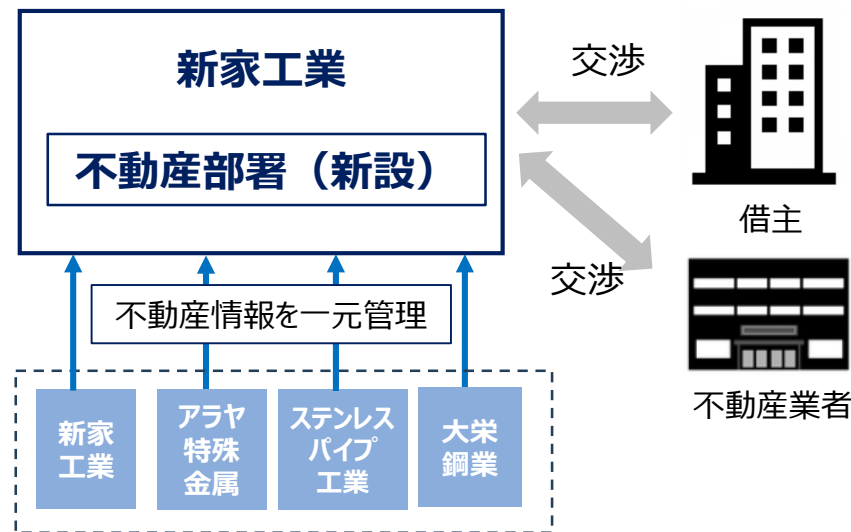 新家工業
不動産部署（新設）
交渉
借主
交渉
不動産業者
不動産情報を一元管理
新家
工業
アラヤ
特殊
金属
ステンレス
パイプ
工業
大栄
鋼業